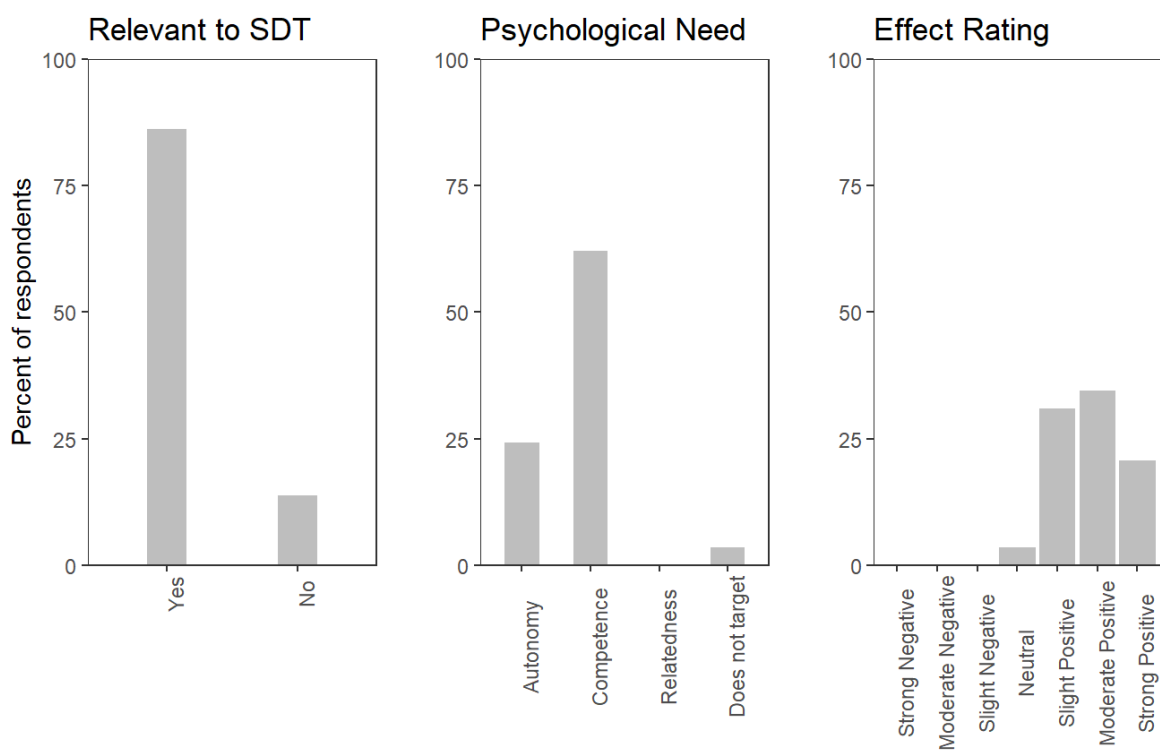 Relevant to SDT
Psychological Need
Effect Rating
Percent of respondents
100
75
50
25
0
Yes
No
100
75
50
25
0
Autonomy
Competence
Relatedness
Does not target
100
75
50
25
0
Strong Negative
Moderate Negative
Slight Negative
Neutral
Slight Positive
Moderate Positive
Strong Positive